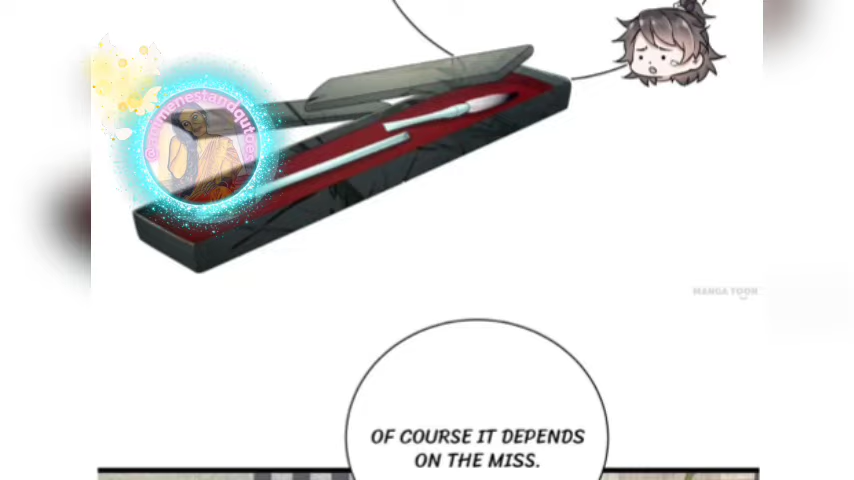 MANGA TOON
OF COURSE IT DEPENDS
ON THE MISS.